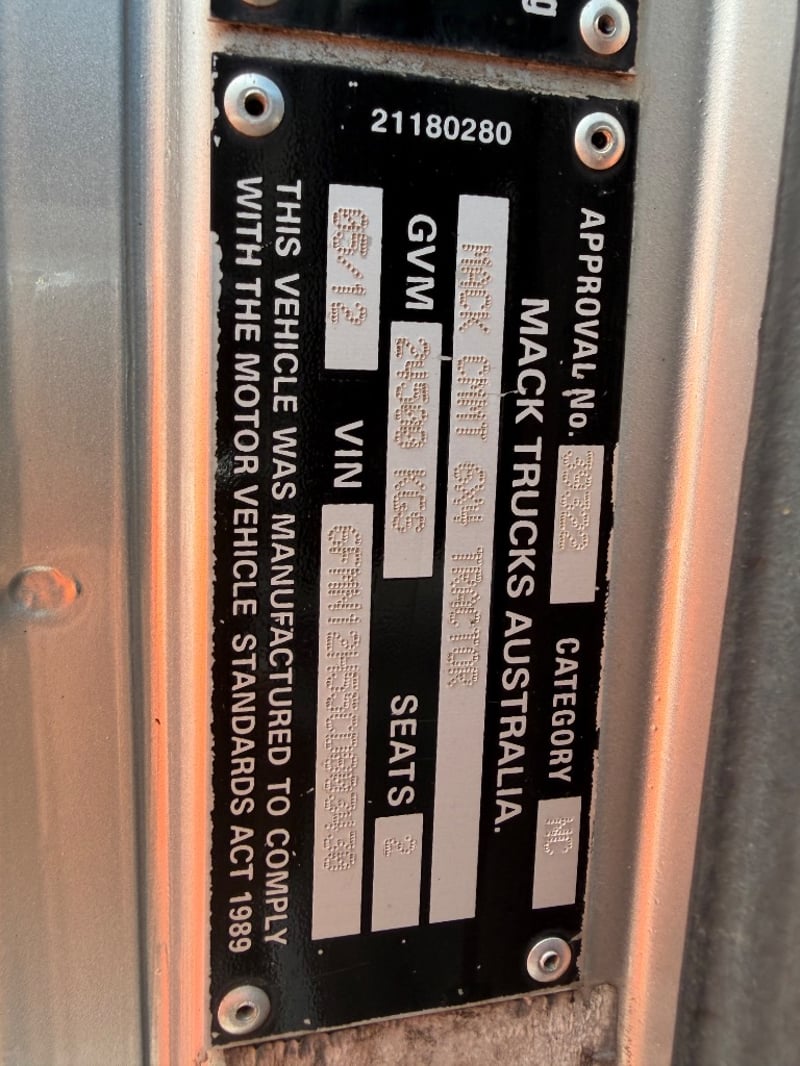 g
21180280
APPROVAL No. CATEGORY NC
MACK TRUCKS AUSTRALIA.
MACK CMMT 6X4 TRACTOR
GVM 24500 KGS SEATS 2
05/12 VIN
THIS VEHICLE WAS MANUFACTURED TO COMPLY
WITH THE MOTOR VEHICLE STANDARDS ACT 1989